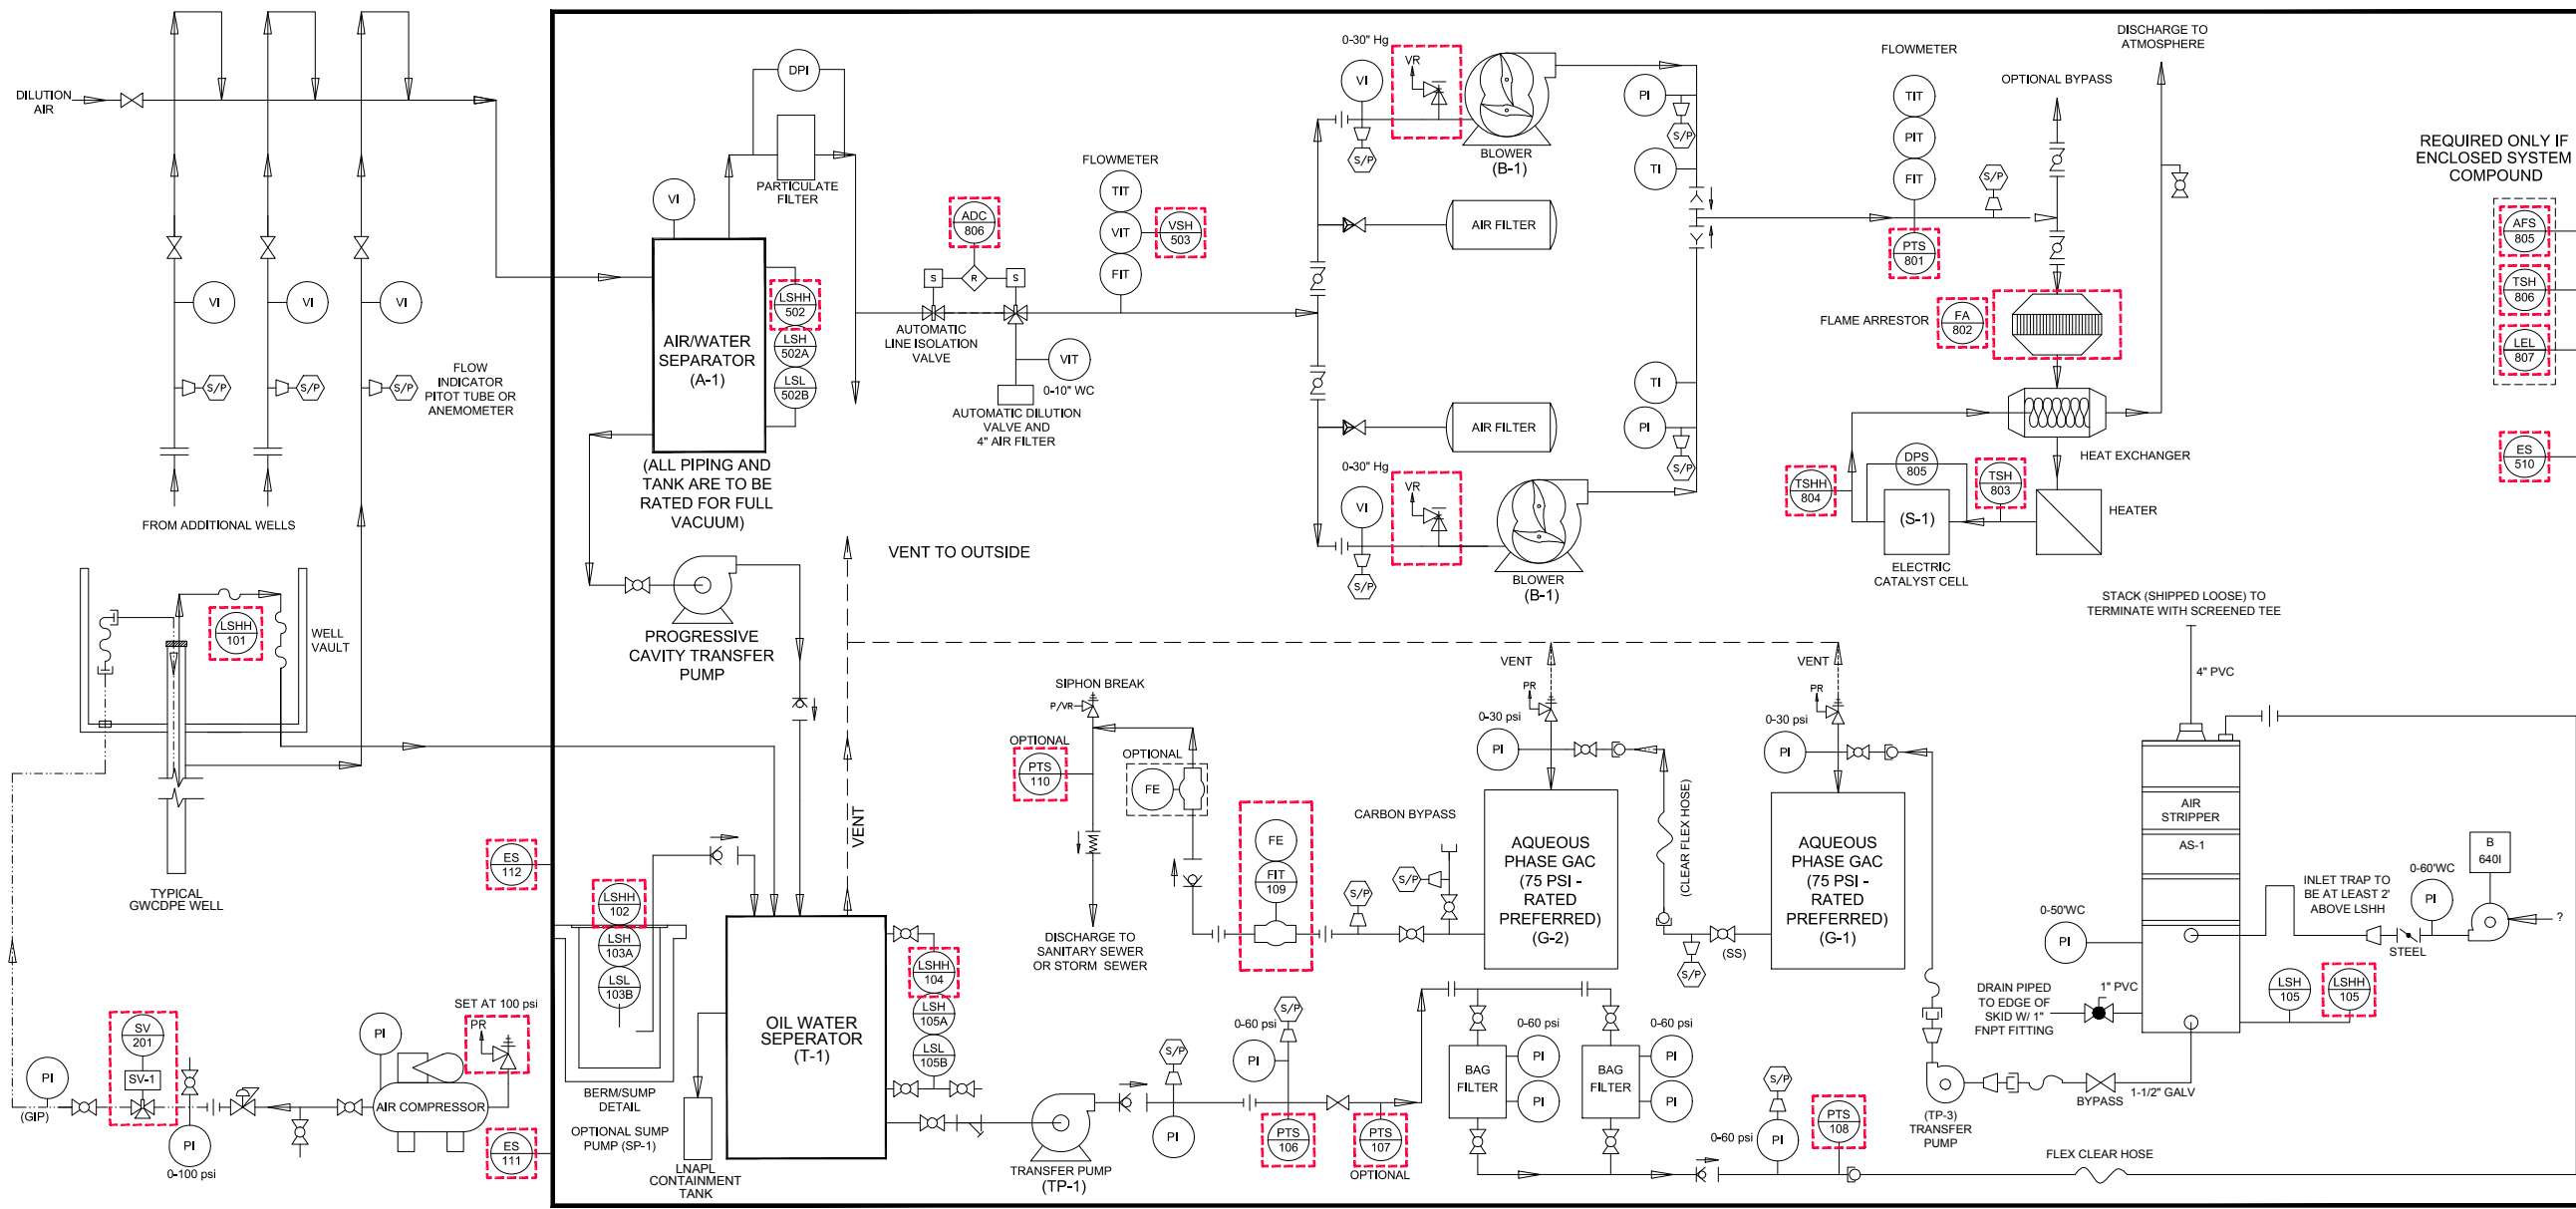 DILUTION
AIR
VI
VI
VI
S/P
S/P
S/P
FLOW
INDICATOR
PITOT TUBE OR
ANEMOMETER
FROM ADDITIONAL WELLS
LSHH
101
WELL
VAULT
TYPICAL
GWCDPE WELL
PI
(GIP)
SV
201
SV-1
PI
0-100 psi
PI
AIR COMPRESSOR
SET AT 100 psi
PR
ES
112
ES
111
DPI
PARTICULATE
FILTER
VI
AIR/WATER
SEPARATOR
(A-1)
LSHH
502
LSH
502A
LSL
502B
(ALL PIPING AND
TANK ARE TO BE
RATED FOR FULL
VACUUM)
PROGRESSIVE
CAVITY TRANSFER
PUMP
VENT TO OUTSIDE
VENT
ADC
806
S
R
S
AUTOMATIC
LINE ISOLATION
VALVE
VIT
0-10" WC
AUTOMATIC DILUTION
VALVE AND
4" AIR FILTER
FLOWMETER
TIT
VIT
FIT
VSH
503
0-30" Hg
VI
S/P
VR
BLOWER
(B-1)
AIR FILTER
AIR FILTER
0-30" Hg
VI
S/P
VR
BLOWER
(B-1)
PI
S/P
TI
TI
PI
S/P
FLOWMETER
TIT
PIT
FIT
PTS
801
S/P
OPTIONAL BYPASS
DISCHARGE TO
ATMOSPHERE
FLAME ARRESTOR
FA
802
HEAT EXCHANGER
DPS
805
TSHH
804
TSH
803
(S-1)
HEATER
ELECTRIC
CATALYST CELL
REQUIRED ONLY IF
ENCLOSED SYSTEM
COMPOUND
AFS
805
TSH
806
LEL
807
ES
510
LSHH
102
LSH
103A
LSL
103B
BERM/SUMP
DETAIL
OPTIONAL SUMP
PUMP (SP-1)
LNAPL
CONTAINMENT
TANK
OIL WATER
SEPERATOR
(T-1)
LSHH
104
LSH
105A
LSL
105B
TRANSFER PUMP
(TP-1)
SIPHON BREAK
P/VR
OPTIONAL
PTS
110
OPTIONAL
FE
DISCHARGE TO
SANITARY SEWER
OR STORM SEWER
FE
FIT
109
S/P
CARBON BYPASS
S/P
VENT
PR
0-30 psi
PI
AQUEOUS
PHASE GAC
(75 PSI -
RATED
PREFERRED)
(G-2)
(CLEAR FLEX HOSE)
S/P
(SS)
VENT
PR
0-30 psi
PI
AQUEOUS
PHASE GAC
(75 PSI -
RATED
PREFERRED)
(G-1)
S/P
PI
S/P
0-60 psi
PI
PTS
106
PTS
107
OPTIONAL
BAG
FILTER
0-60 psi
PI
PI
BAG
FILTER
0-60 psi
PI
PI
S/P
0-60 psi
PI
PTS
108
FLEX CLEAR HOSE
(TP-3)
TRANSFER
PUMP
BYPASS
1-1/2" GALV
STACK (SHIPPED LOOSE) TO
TERMINATE WITH SCREENED TEE
4" PVC
AIR
STRIPPER
AS-1
0-50'WC
PI
1" PVC
DRAIN PIPED
TO EDGE OF
SKID W/ 1"
FNPT FITTING
LSH
105
LSHH
105
INLET TRAP TO
BE AT LEAST 2'
ABOVE LSHH
STEEL
0-60'WC
PI
B
640I
?